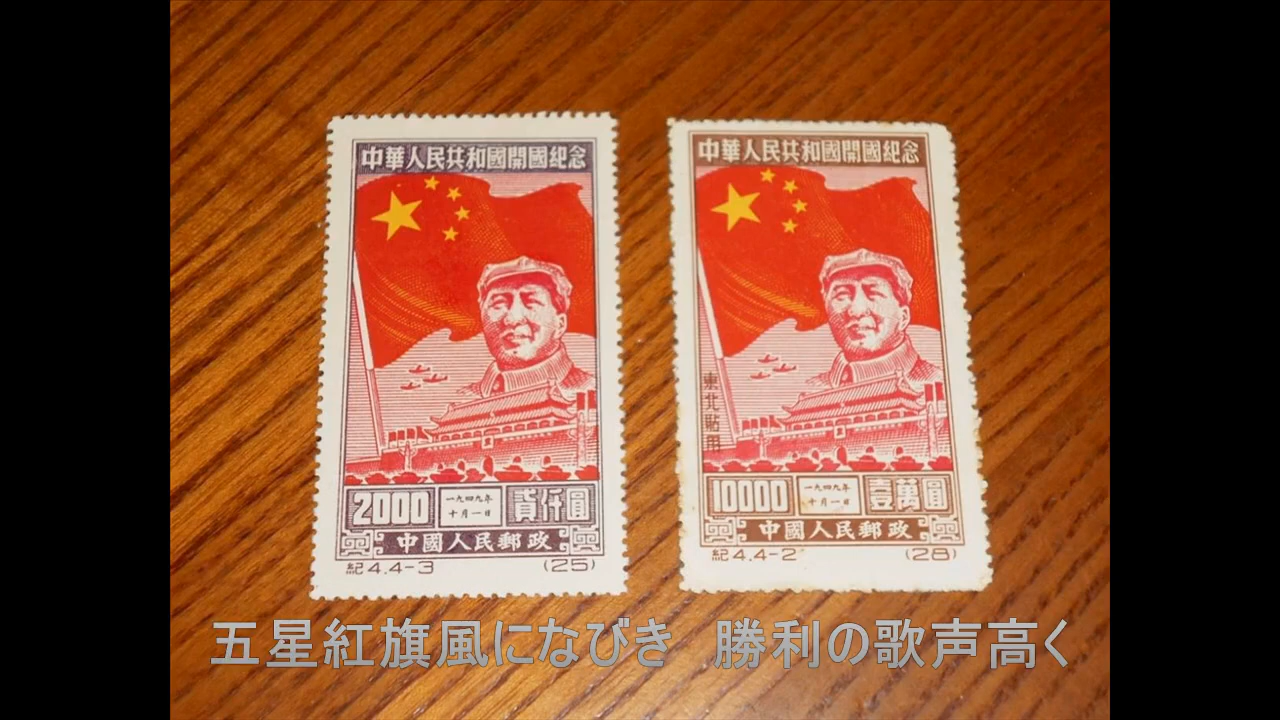 中華人民共和國開國紀念
2000
一九四九年
十月一日
貳仟圓
中國人民郵政
紀4.4-3
(25)
中華人民共和國開國紀念
東北貼用
10000
一九四九年
十月一日
壹萬圓
中國人民郵政
紀4.4-2
(28)
五星紅旗風になびき　勝利の歌声高く